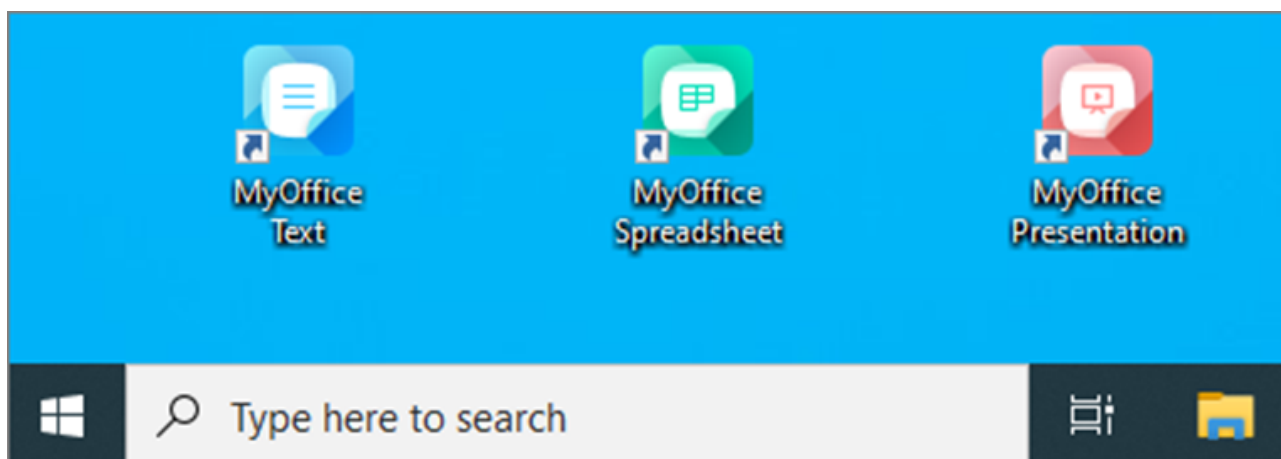 MyOffice
Text
MyOffice
Spreadsheet
MyOffice
Presentation
Type here to search